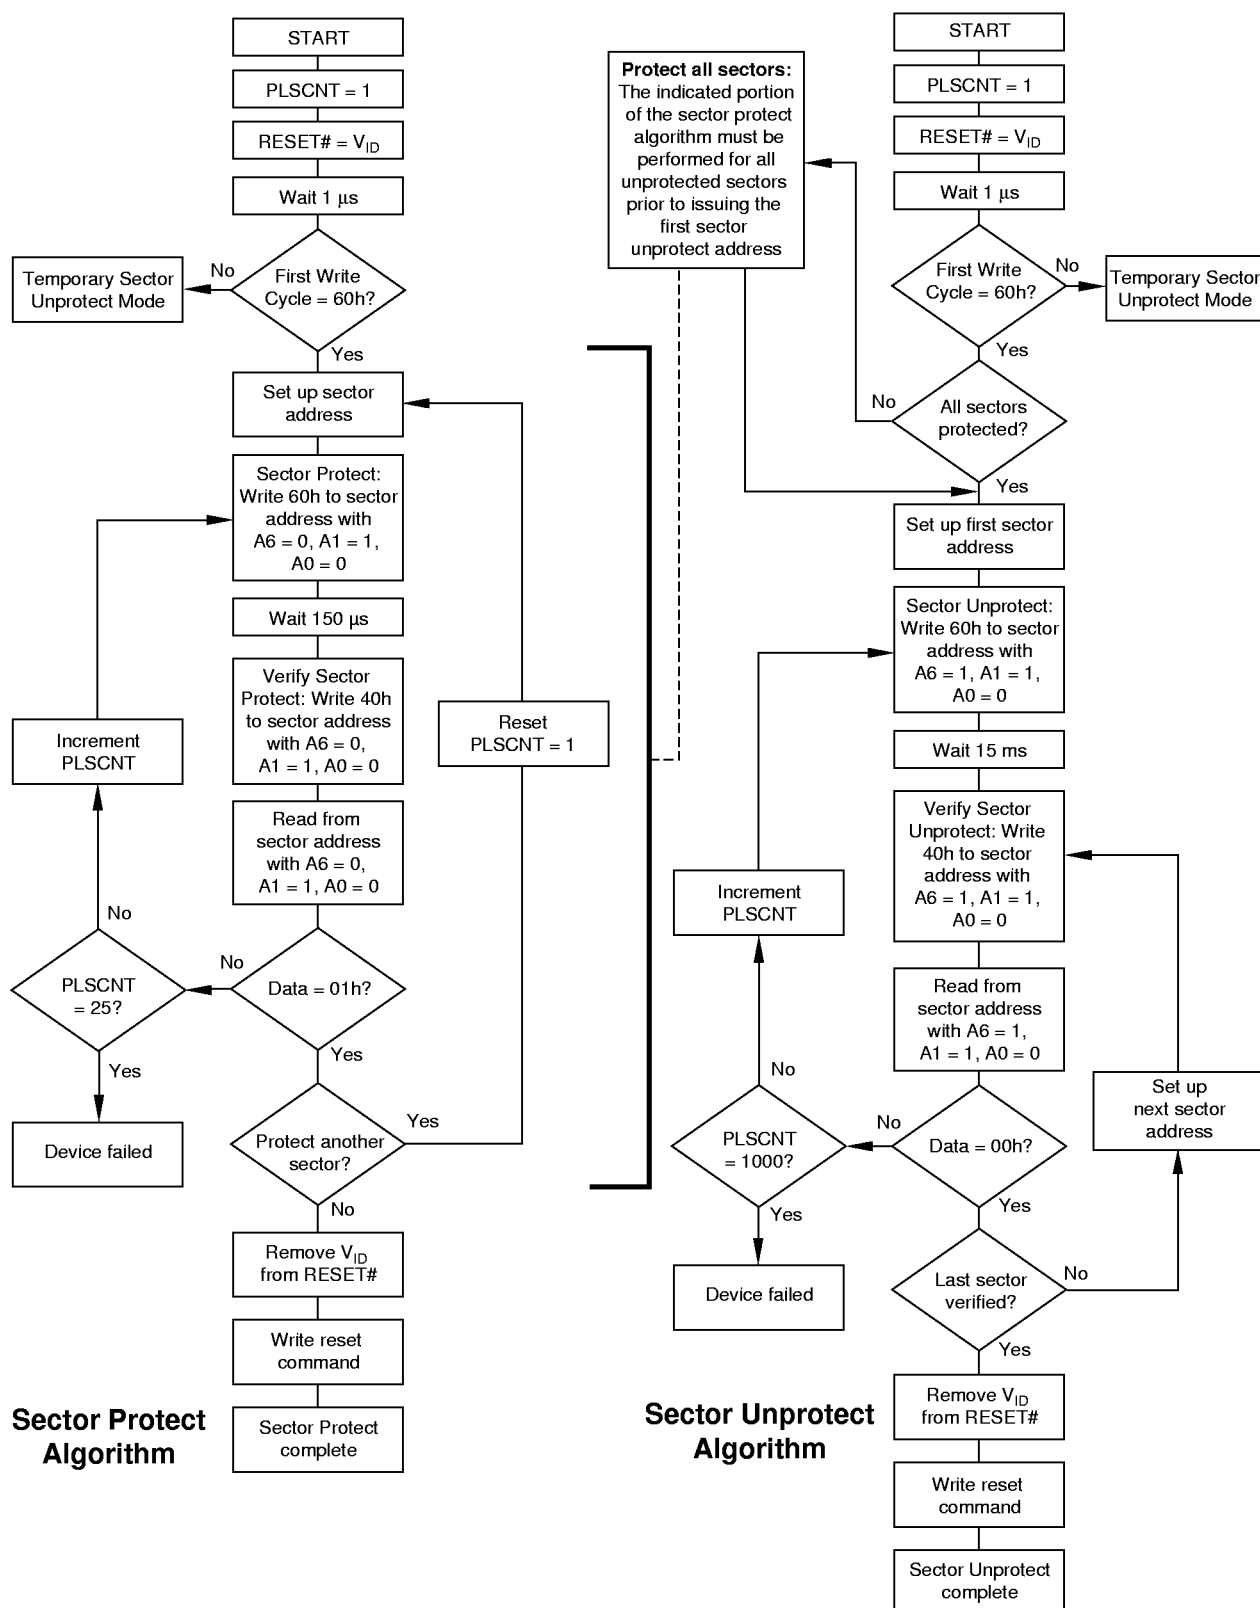 START
PLSCNT = 1
RESET# = VID
Wait 1 μs
First Write
Cycle = 60h?
No
Temporary Sector
Unprotect Mode
Yes
Set up sector
address
Sector Protect:
Write 60h to sector
address with
A6 = 0, A1 = 1,
A0 = 0
Wait 150 μs
Verify Sector
Protect: Write 40h
to sector address
with A6 = 0,
A1 = 1, A0 = 0
Read from
sector address
with A6 = 0,
A1 = 1, A0 = 0
Increment
PLSCNT
No
PLSCNT
= 25?
Yes
Device failed
No
Data = 01h?
Yes
Protect another
sector?
Yes
Reset
PLSCNT = 1
No
Remove VID
from RESET#
Write reset
command
Sector Protect
complete
Sector Protect
Algorithm
Protect all sectors:
The indicated portion
of the sector protect
algorithm must be
performed for all
unprotected sectors
prior to issuing the
first sector
unprotect address
START
PLSCNT = 1
RESET# = VID
Wait 1 μs
First Write
Cycle = 60h?
No
Temporary Sector
Unprotect Mode
Yes
No
All sectors
protected?
Yes
Set up first sector
address
Sector Unprotect:
Write 60h to sector
address with
A6 = 1, A1 = 1,
A0 = 0
Wait 15 ms
Verify Sector
Unprotect: Write
40h to sector
address with
A6 = 1, A1 = 1,
A0 = 0
Increment
PLSCNT
Read from
sector address
with A6 = 1,
A1 = 1, A0 = 0
No
PLSCNT
= 1000?
Yes
Device failed
No
Data = 00h?
Yes
Set up
next sector
address
Last sector
verified?
No
Yes
Remove VID
from RESET#
Write reset
command
Sector Unprotect
complete
Sector Unprotect
Algorithm